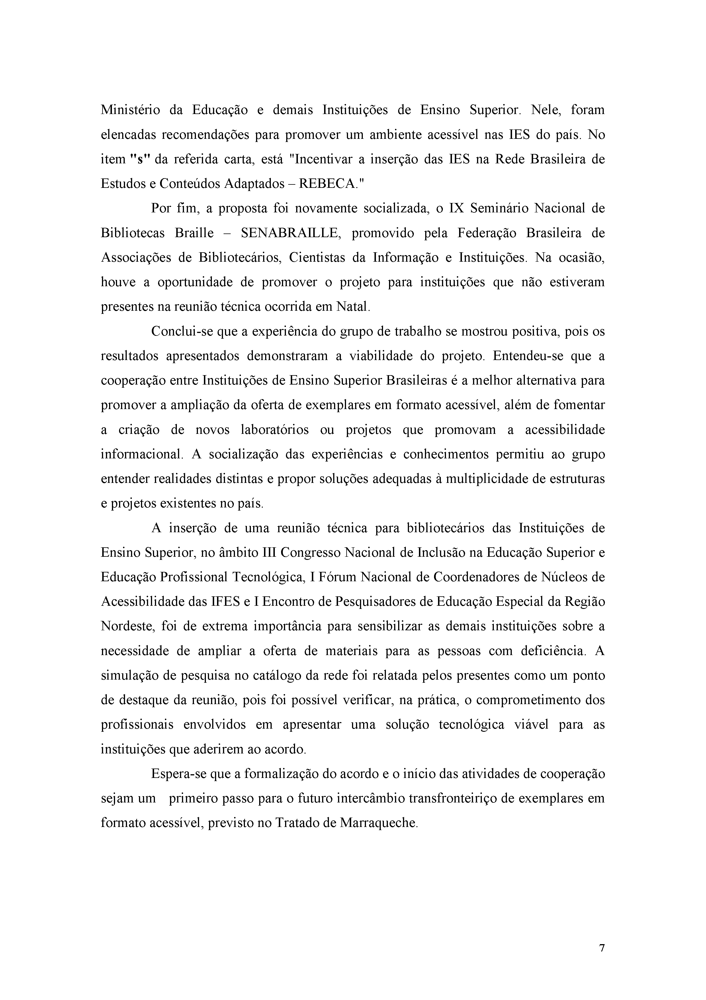 Ministério da Educação e demais Instituições de Ensino Superior. Nele, foram
elencadas recomendações para promover um ambiente acessível nas IES do país. No
item "s" da referida carta, está "Incentivar a inserção das IES na Rede Brasileira de
Estudos e Conteúdos Adaptados – REBECA."
Por fim, a proposta foi novamente socializada, o IX Seminário Nacional de
Bibliotecas Braille – SENABRAILLE, promovido pela Federação Brasileira de
Associações de Bibliotecários, Cientistas da Informação e Instituições. Na ocasião,
houve a oportunidade de promover o projeto para instituições que não estiveram
presentes na reunião técnica ocorrida em Natal.
Conclui-se que a experiência do grupo de trabalho se mostrou positiva, pois os
resultados apresentados demonstraram a viabilidade do projeto. Entendeu-se que a
cooperação entre Instituições de Ensino Superior Brasileiras é a melhor alternativa para
promover a ampliação da oferta de exemplares em formato acessível, além de fomentar
a criação de novos laboratórios ou projetos que promovam a acessibilidade
informacional. A socialização das experiências e conhecimentos permitiu ao grupo
entender realidades distintas e propor soluções adequadas à multiplicidade de estruturas
e projetos existentes no país.
A inserção de uma reunião técnica para bibliotecários das Instituições de
Ensino Superior, no âmbito III Congresso Nacional de Inclusão na Educação Superior e
Educação Profissional Tecnológica, I Fórum Nacional de Coordenadores de Núcleos de
Acessibilidade das IFES e I Encontro de Pesquisadores de Educação Especial da Região
Nordeste, foi de extrema importância para sensibilizar as demais instituições sobre a
necessidade de ampliar a oferta de materiais para as pessoas com deficiência. A
simulação de pesquisa no catálogo da rede foi relatada pelos presentes como um ponto
de destaque da reunião, pois foi possível verificar, na prática, o comprometimento dos
profissionais envolvidos em apresentar uma solução tecnológica viável para as
instituições que aderirem ao acordo.
Espera-se que a formalização do acordo e o início das atividades de cooperação
sejam um primeiro passo para o futuro intercâmbio transfronteiriço de exemplares em
formato acessível, previsto no Tratado de Marraqueche.
7